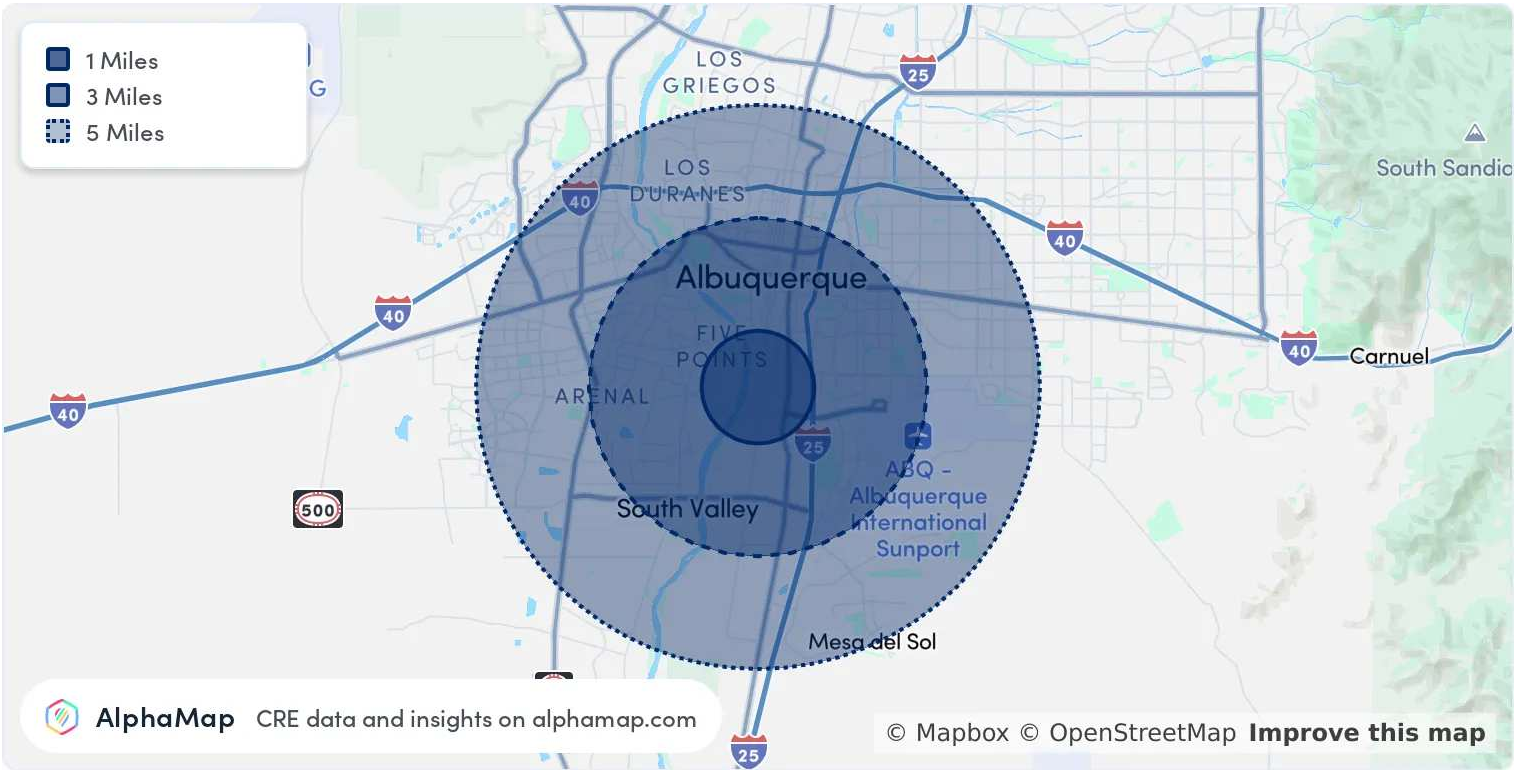 1 Miles
3 Miles
5 Miles
G
LOS
GRIEGOS
25
South Sandia
LOS
DURANES
40
40
Albuquerque
40
FIVE
POINTS
40
Carnuel
ARENAL
40
25
ABQ -
Albuquerque
International
Sunport
500
South Valley
Mesa del Sol
AlphaMap CRE data and insights on alphamap.com
25
© Mapbox © OpenStreetMap Improve this map